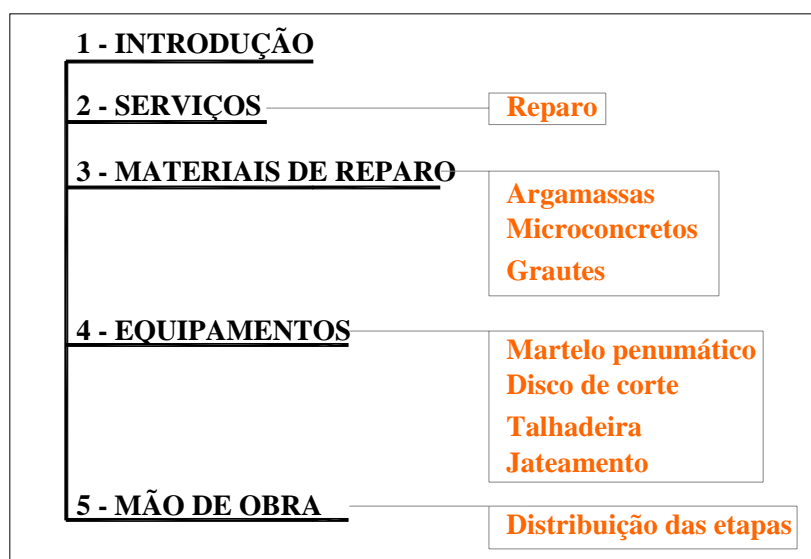 1 - INTRODUÇÃO
2 - SERVIÇOS
Reparo
3 - MATERIAIS DE REPARO
Argamassas
Microconcretos
Grautes
4 - EQUIPAMENTOS
Martelo penumático
Disco de corte
Talhadeira
Jateamento
5 - MÃO DE OBRA
Distribuição das etapas